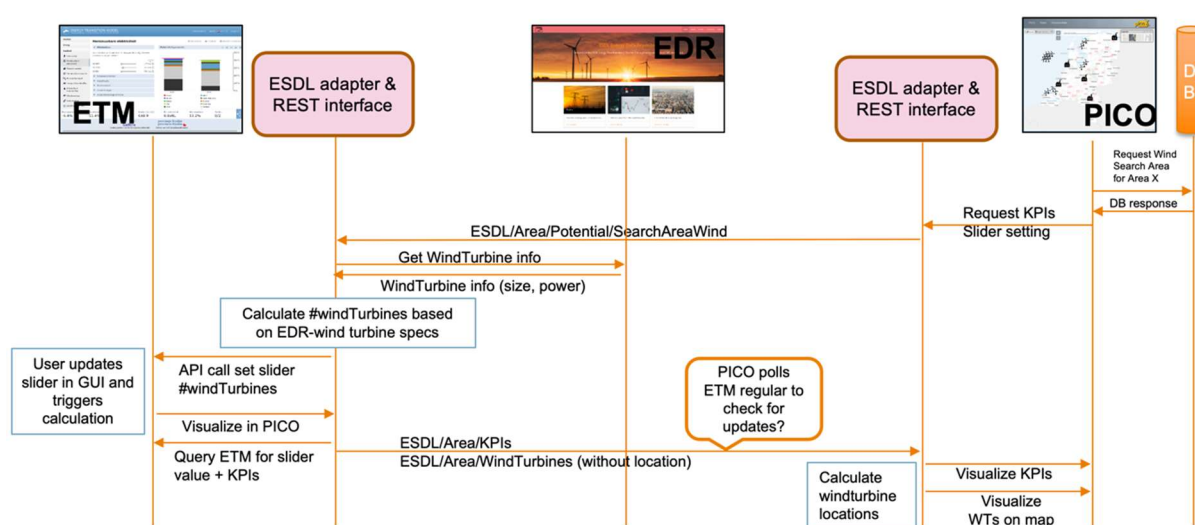 ETM
ESDL adapter &
REST interface
EDR
ESDL adapter &
REST interface
PICO
D
B
Request Wind
Search Area
for Area X
DB response
Request KPIs
Slider setting
ESDL/Area/Potential/SearchAreaWind
Get WindTurbine info
WindTurbine info (size, power)
Calculate #windTurbines based
on EDR-wind turbine specs
User updates
slider in GUI and
triggers
calculation
API call set slider
#windTurbines
Visualize in PICO
Query ETM for slider
value + KPIs
PICO polls
ETM regular to
check for
updates?
ESDL/Area/KPIs
ESDL/Area/WindTurbines (without location)
Calculate
windturbine
locations
Visualize KPIs
Visualize
WTs on map